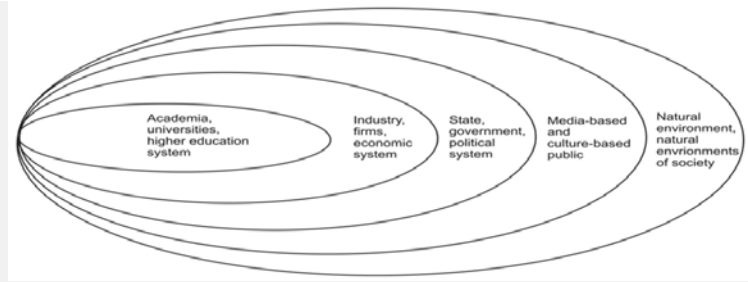 Academia,
universities,
higher education
system
Industry,
firms,
economic
system
State,
government,
political
system
Media-based
and
culture-based
public
Natural
environment,
natural
envrionments
of society